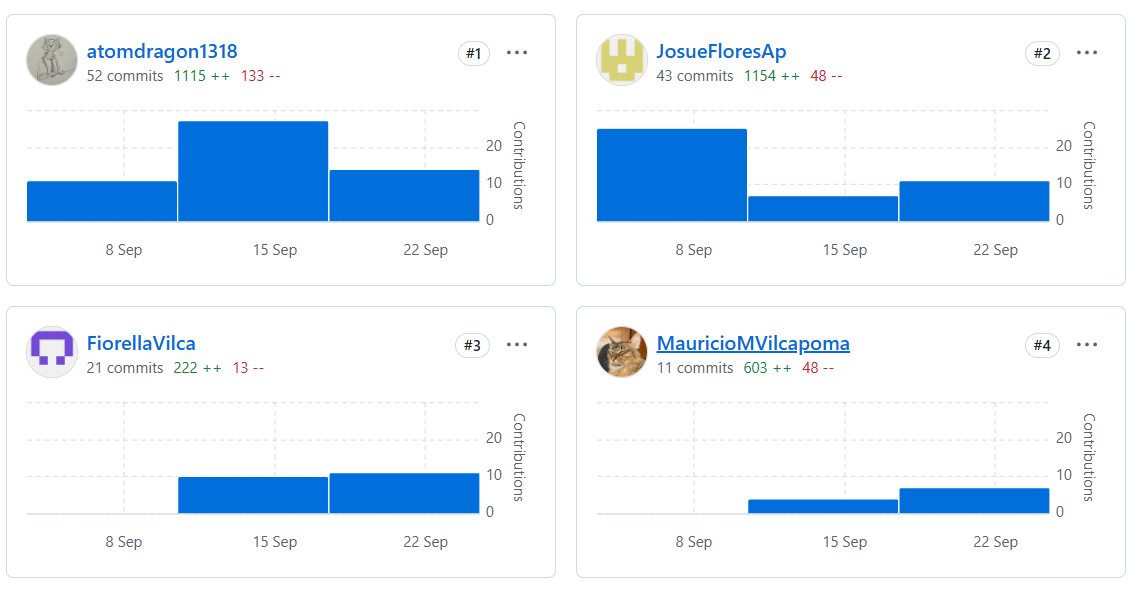 atomdragon1318
#1
52 commits 1115 ++ 133 --
Contributions
20
10
0
8 Sep 15 Sep 22 Sep
JosueFloresAp
#2
43 commits 1154 ++ 48 --
Contributions
20
10
0
8 Sep 15 Sep 22 Sep
FiorellaVilca
#3
21 commits 222 ++ 13 --
Contributions
20
10
0
8 Sep 15 Sep 22 Sep
MauricioMVilcapoma
#4
11 commits 603 ++ 48 --
Contributions
20
10
0
8 Sep 15 Sep 22 Sep